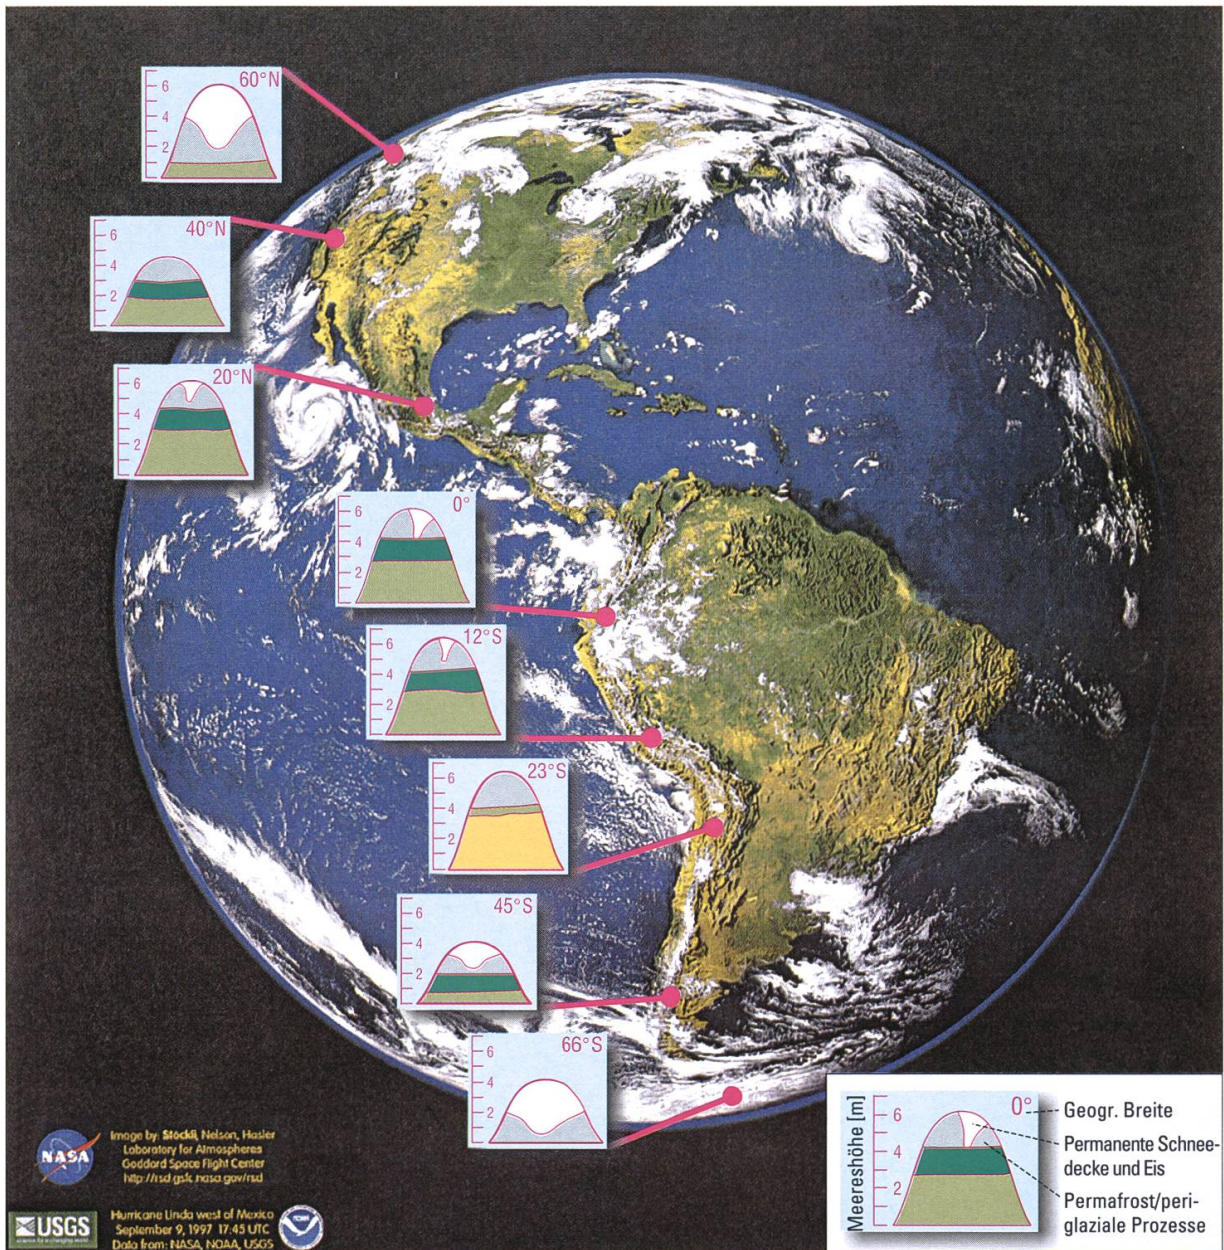 60°N
6
4
2
40°N
6
4
2
20°N
6
4
2
0°
6
4
2
12°S
6
4
2
23°S
6
4
2
45°S
6
4
2
66°S
6
4
2
Meereshöhe [m]
6
4
2
0°
Geogr. Breite
Permanente Schnee-
decke und Eis
Permafrost/peri-
glaziale Prozesse
NASA
Image by: Stöckli, Nelson, Hasler
Laboratory for Atmospheres
Goddard Space Flight Center
http://rsd.gsfc.nasa.gov/rsd
USGS
science for a changing world
Hurricane Linda west of Mexico
September 9, 1997 17:45 UTC
Data from: NASA, NOAA, USGS